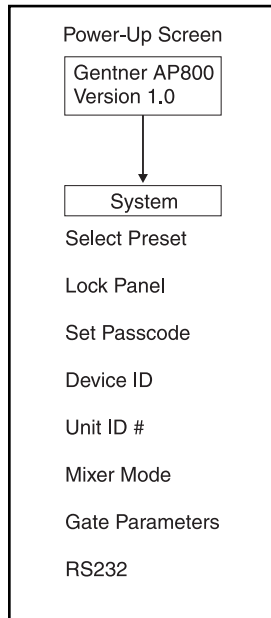 Power-Up Screen
Gentner AP800
Version 1.0
System
Select Preset
Lock Panel
Set Passcode
Device ID
Unit ID #
Mixer Mode
Gate Parameters
RS232